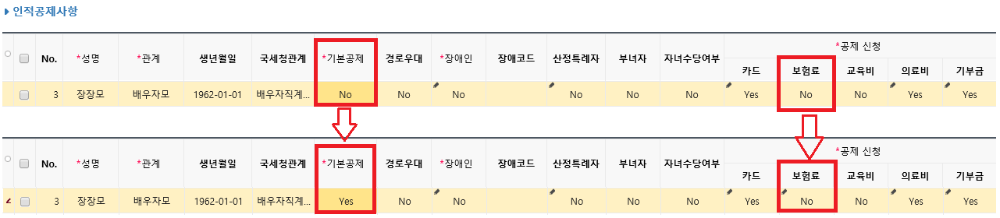 인적공제사항
No. *성명 *관계 생년월일 국세청관계 *기본공제 경로우대 *장애인 장애코드 산정특례자 부녀자 자녀수당여부 *공제 신청
카드 보험료 교육비 의료비 기부금
3 장장모 배우자모 1962-01-01 배우자직계... No No No No No No Yes No No Yes Yes
No. *성명 *관계 생년월일 국세청관계 *기본공제 경로우대 *장애인 장애코드 산정특례자 부녀자 자녀수당여부 *공제 신청
카드 보험료 교육비 의료비 기부금
3 장장모 배우자모 1962-01-01 배우자직계... Yes No No No No No Yes No No Yes Yes